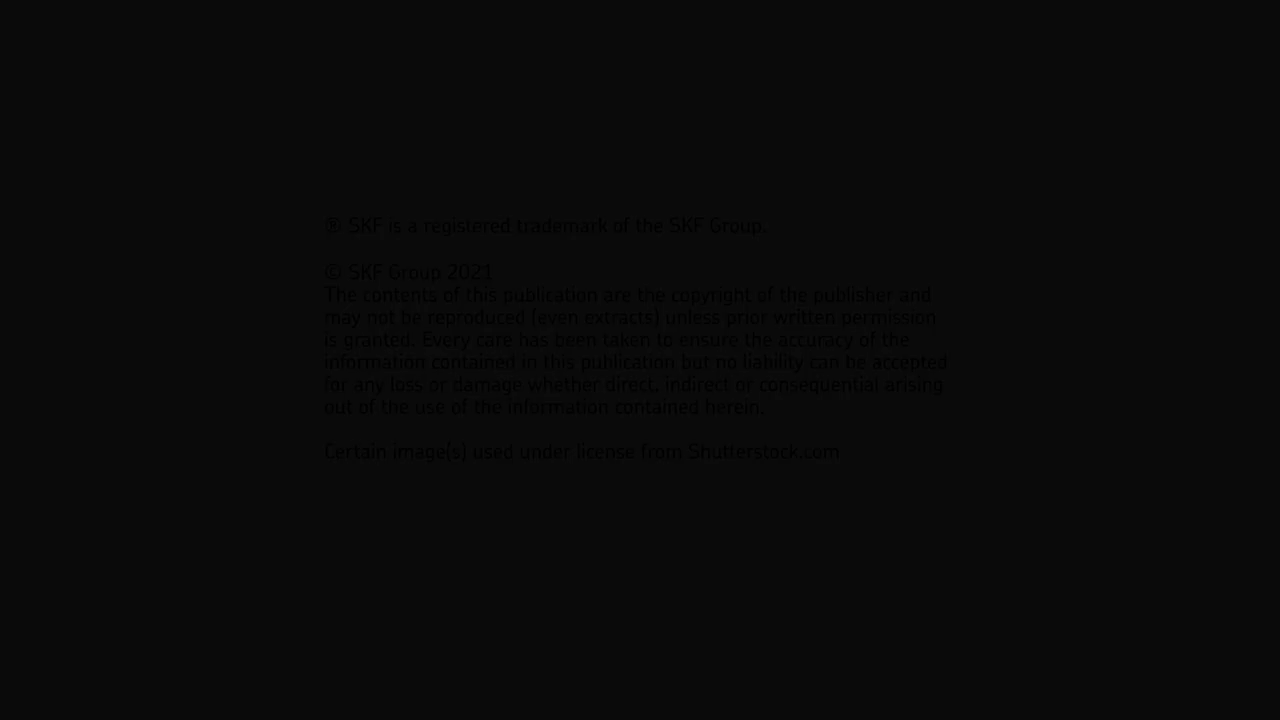 ® SKF is a registered trademark of the SKF Group.
© SKF Group 2021
The contents of this publication are the copyright of the publisher and
may not be reproduced (even extracts) unless prior written permission
is granted. Every care has been taken to ensure the accuracy of the
information contained in this publication but no liability can be accepted
for any loss or damage whether direct, indirect or consequential arising
out of the use of the information contained herein.
Certain image(s) used under license from Shutterstock.com